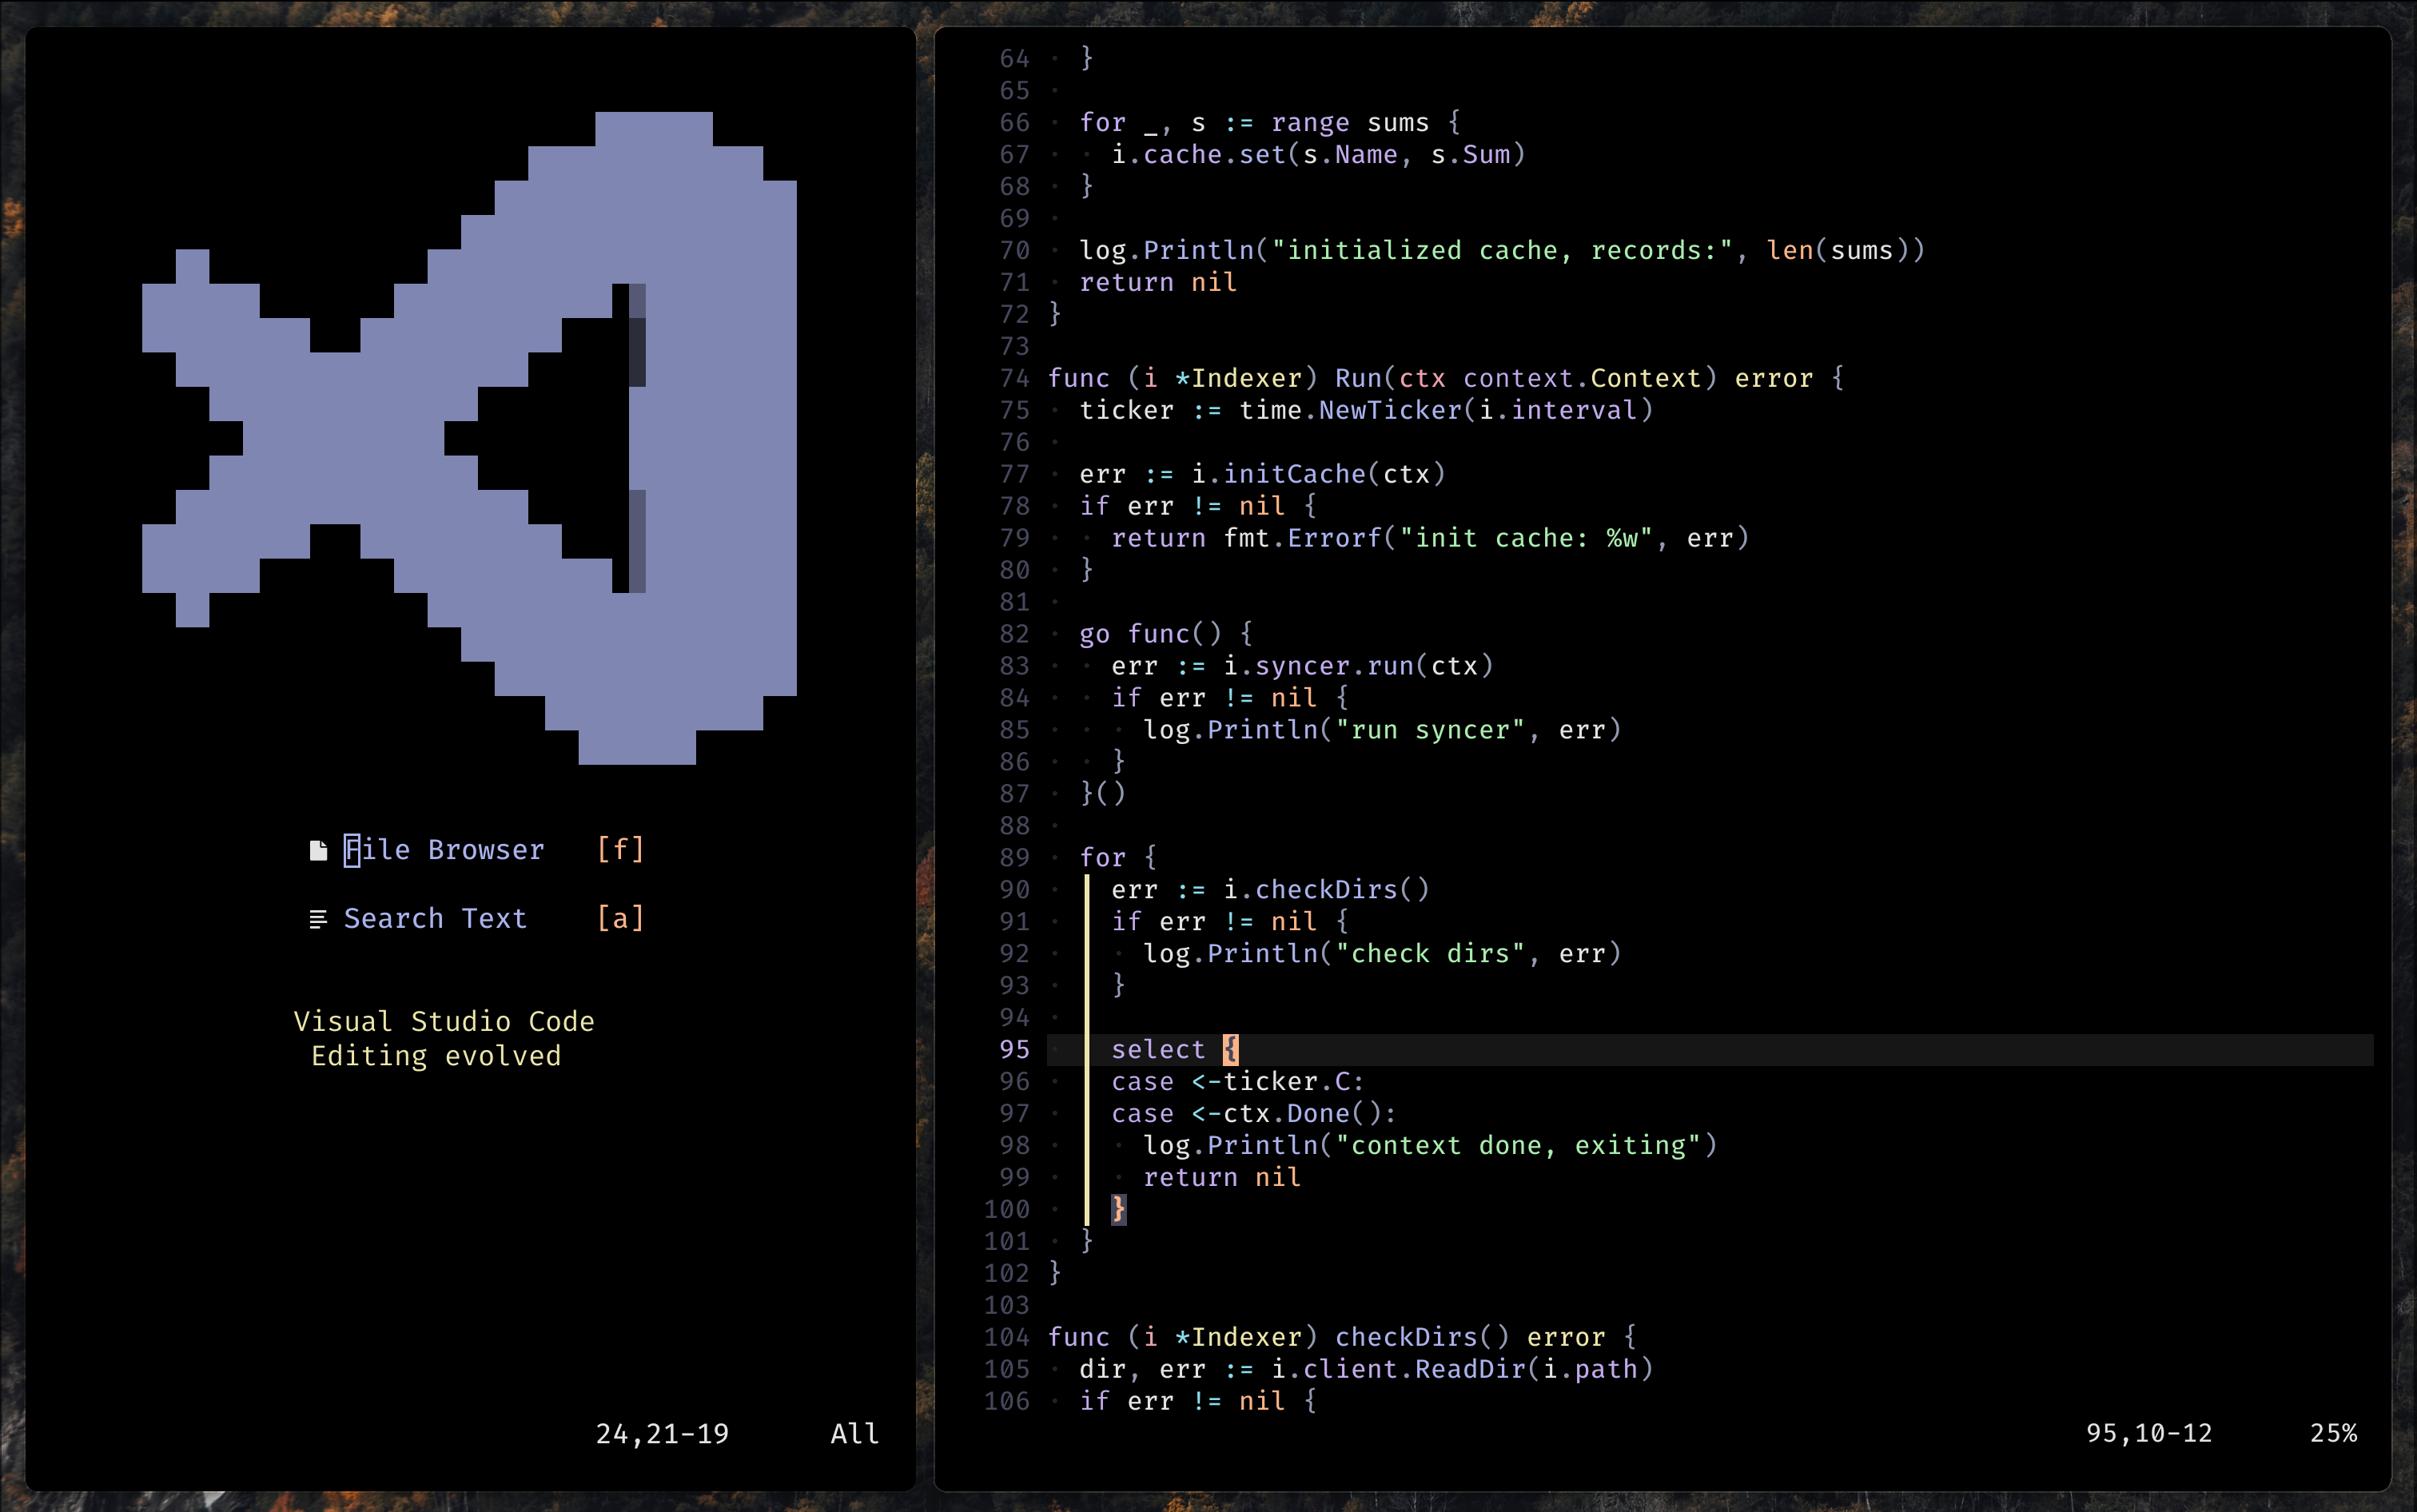 File Browser [f]
Search Text [a]
Visual Studio Code
Editing evolved
24,21-19 All
64 }
65
66 for _, s := range sums {
67 i.cache.set(s.Name, s.Sum)
68 }
69
70 log.Println("initialized cache, records:", len(sums))
71 return nil
72 }
73
74 func (i *Indexer) Run(ctx context.Context) error {
75 ticker := time.NewTicker(i.interval)
76
77 err := i.initCache(ctx)
78 if err != nil {
79 return fmt.Errorf("init cache: %w", err)
80 }
81
82 go func() {
83 err := i.syncer.run(ctx)
84 if err != nil {
85 log.Println("run syncer", err)
86 }
87 }()
88
89 for {
90 err := i.checkDirs()
91 if err != nil {
92 log.Println("check dirs", err)
93 }
94
95 select {
96 case <-ticker.C:
97 case <-ctx.Done():
98 log.Println("context done, exiting")
99 return nil
100 }
101 }
102 }
103
104 func (i *Indexer) checkDirs() error {
105 dir, err := i.client.ReadDir(i.path)
106 if err != nil {
95,10-12 25%